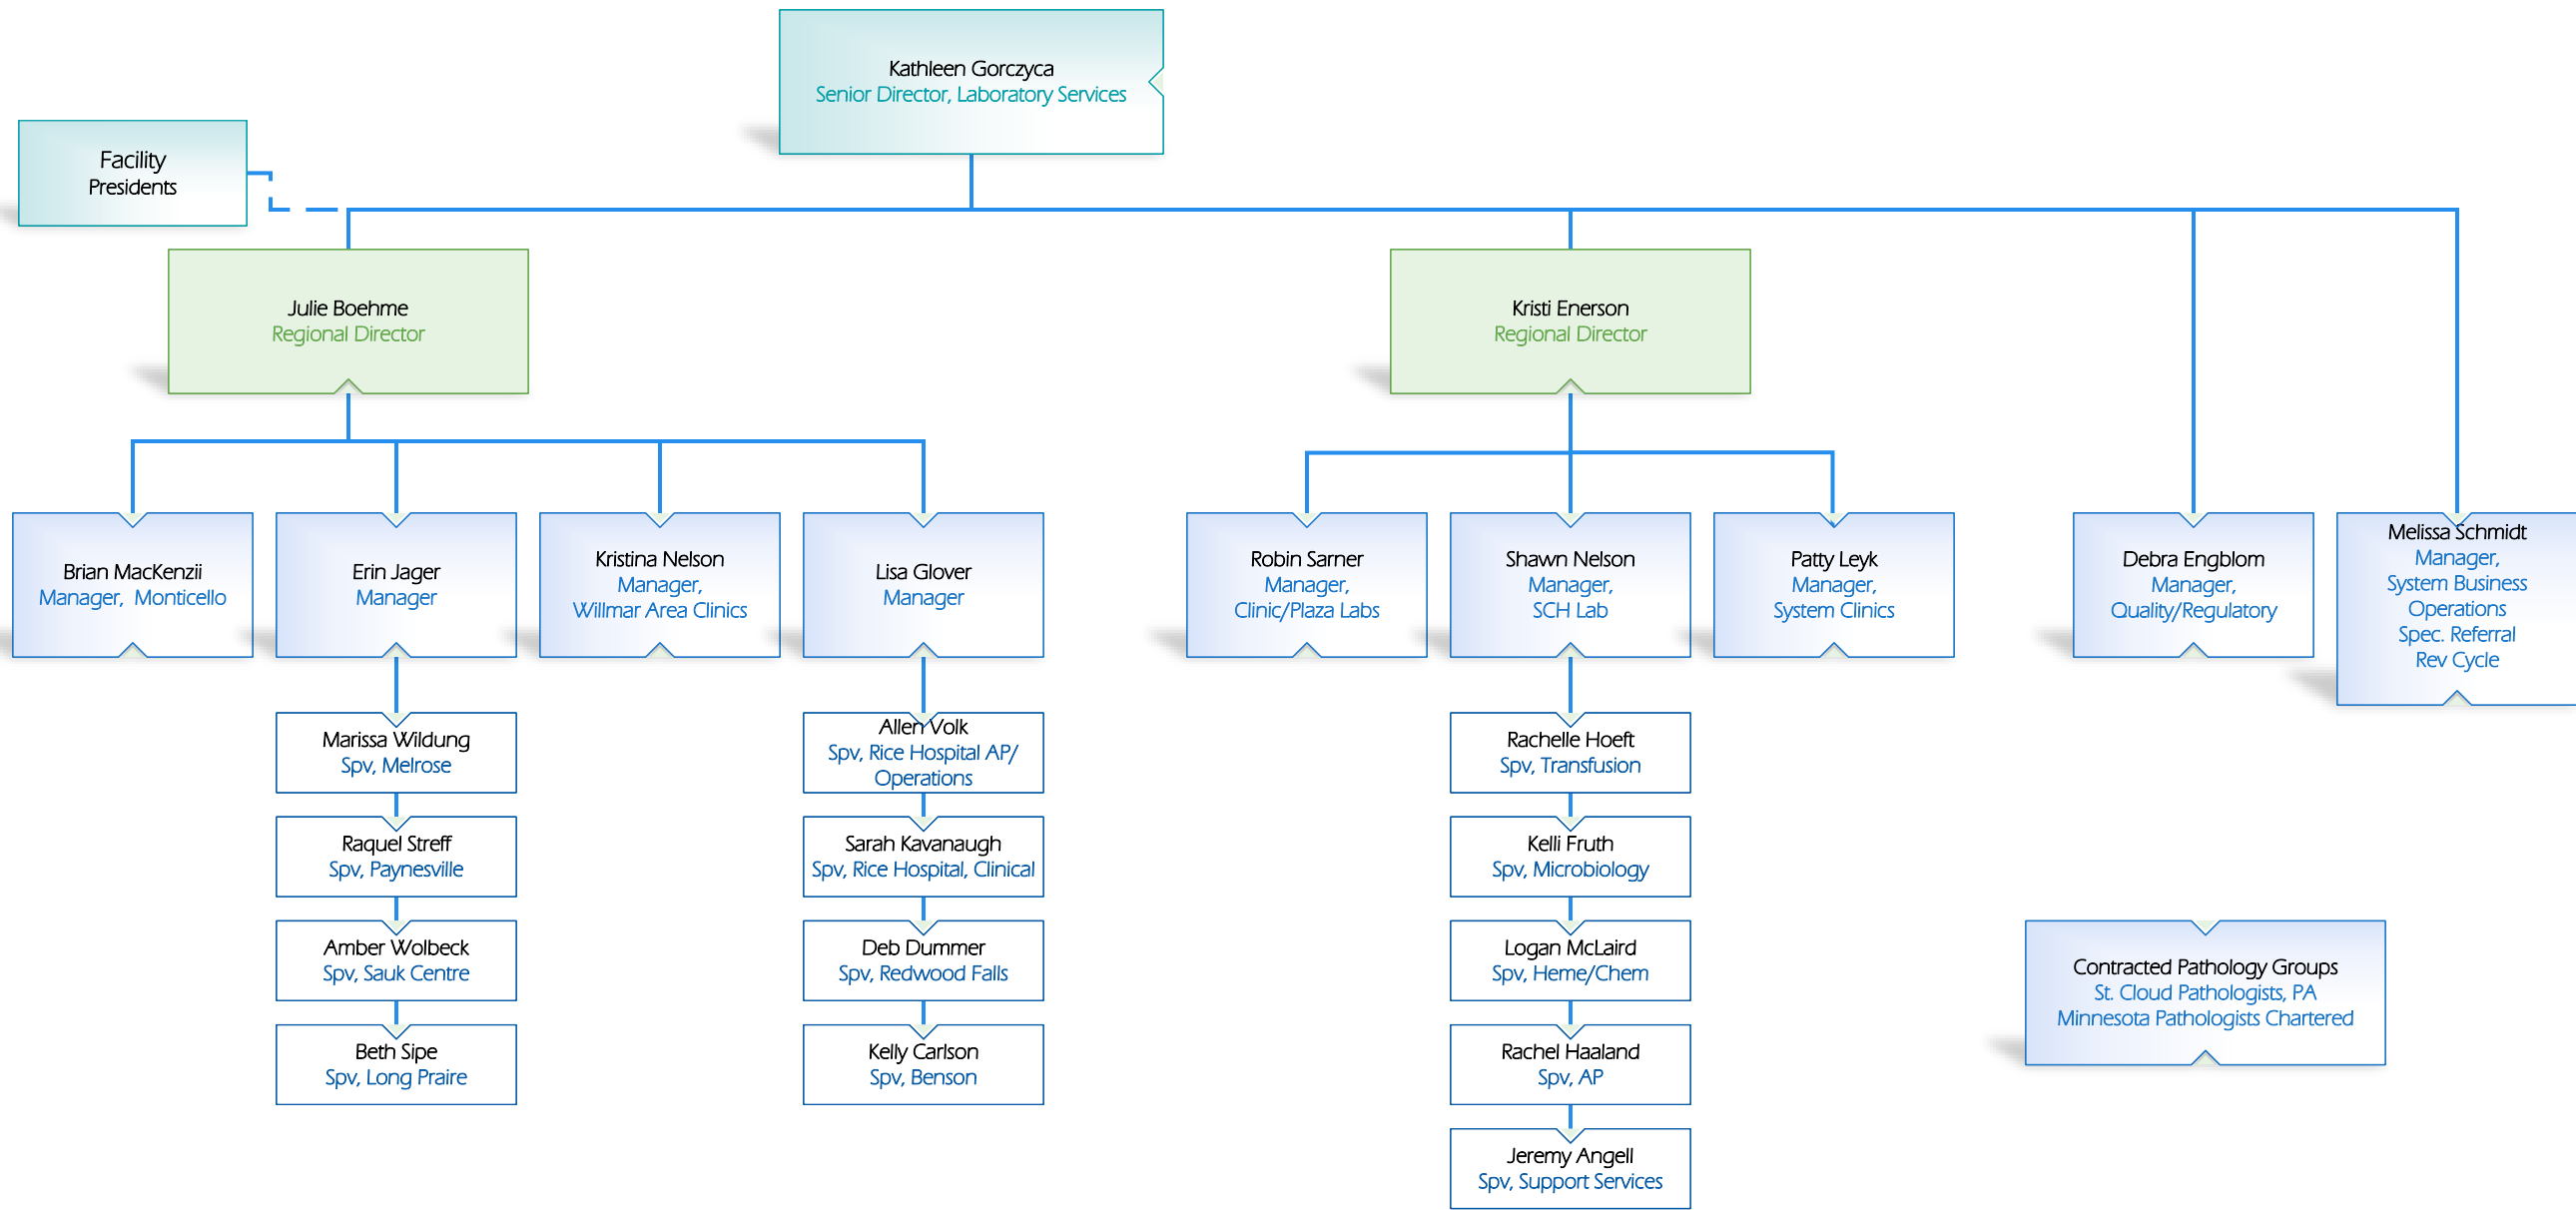 Kathleen Gorczyca
Senior Director, Laboratory Services
Facility
Presidents
Julie Boehme
Regional Director
Kristi Enerson
Regional Director
Brian MacKenzii
Manager,  Monticello
Erin Jager
Manager
Kristina Nelson
Manager,
Willmar Area Clinics
Lisa Glover
Manager
Robin Sarner
Manager,
Clinic/Plaza Labs
Shawn Nelson
Manager,
SCH Lab
Patty Leyk
Manager,
System Clinics
Debra Engblom
Manager,
Quality/Regulatory
Melissa Schmidt
Manager,
System Business
Operations
Spec. Referral
Rev Cycle
Marissa Wildung
Spv, Melrose
Raquel Streff
Spv, Paynesville
Amber Wolbeck
Spv, Sauk Centre
Beth Sipe
Spv, Long Praire
Allen Volk
Spv, Rice Hospital AP/
Operations
Sarah Kavanaugh
Spv, Rice Hospital, Clinical
Deb Dummer
Spv, Redwood Falls
Kelly Carlson
Spv, Benson
Rachelle Hoeft
Spv, Transfusion
Kelli Fruth
Spv, Microbiology
Logan McLaird
Spv, Heme/Chem
Rachel Haaland
Spv, AP
Jeremy Angell
Spv, Support Services
Contracted Pathology Groups
St. Cloud Pathologists, PA
Minnesota Pathologists Chartered